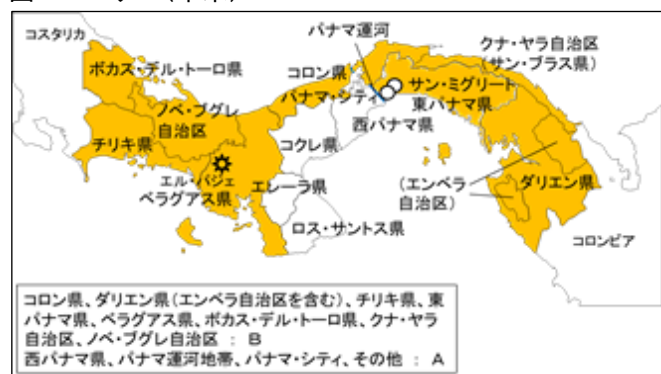 コスタリカ
パナマ運河
クナ・ヤラ自治区
(サン・ブラス県)
ボカス・デル・トーロ県
コロン県
サン・ミグリート
パナマ・シティ
東パナマ県
ノベ・ブグレ
自治区
西パナマ県
チリキ県
コクレ県
エル・バシェ
ベラグアス県
エレーラ県
(エンベラ
自治区)
ダリエン県
ロス・サントス県
コロンビア
コロン県、ダリエン県(エンベラ自治区を含む)、チリキ県、東
パナマ県、ベラグアス県、ボカス・デル・トーロ県、クナ・ヤラ
自治区、ノベ・ブグレ自治区 : B
西パナマ県、パナマ運河地帯、パナマ・シティ、その他 : A